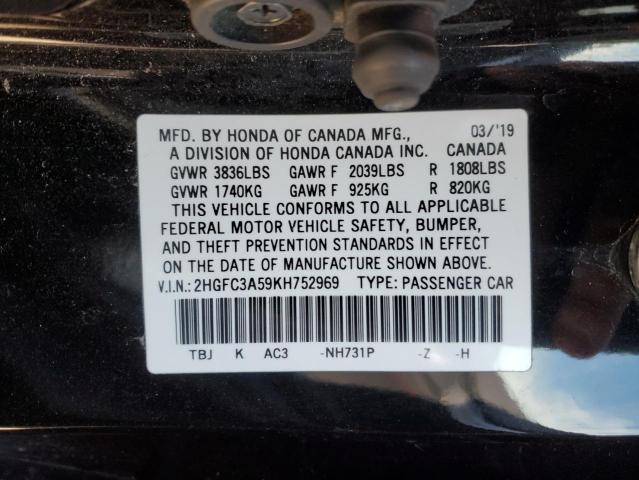 MFD. BY HONDA OF CANADA MFG., 03/'19
A DIVISION OF HONDA CANADA INC. CANADA
GVWR 3836LBS GAWR F 2039LBS R 1808LBS
GVWR 1740KG GAWR F 925KG R 820KG
THIS VEHICLE CONFORMS TO ALL APPLICABLE
FEDERAL MOTOR VEHICLE SAFETY, BUMPER,
AND THEFT PREVENTION STANDARDS IN EFFECT
ON THE DATE OF MANUFACTURE SHOWN ABOVE.
V.I.N.: 2HGFC3A59KH752969 TYPE: PASSENGER CAR
TBJ K AC3 -NH731P -Z -H